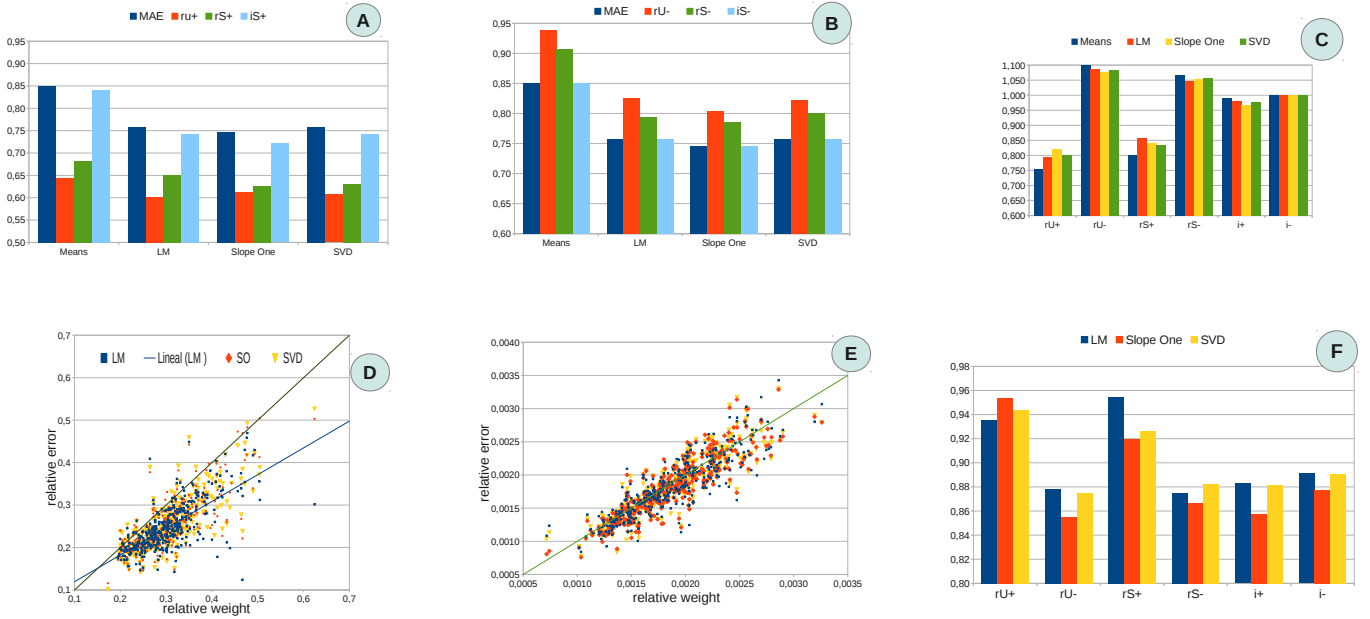 MAE ru+ rS+ iS+
A
0,95
0,90
0,85
0,80
0,75
0,70
0,65
0,60
0,55
0,50
Means LM Slope One SVD
MAE rU- rS- iS-
B
0,95
0,90
0,85
0,80
0,75
0,70
0,65
0,60
Means LM Slope One SVD
Means LM Slope One SVD
C
1,100
1,050
1,000
0,950
0,900
0,850
0,800
0,750
0,700
0,650
0,600
rU+ rU- rS+ rS- i+ i-
LM Lineal (LM ) SO SVD
D
relative error
0,7
0,6
0,5
0,4
0,3
0,2
0,1
0,1 0,2 0,3 0,4 0,5 0,6 0,7
relative weight
E
relative error
0,0040
0,0035
0,0030
0,0025
0,0020
0,0015
0,0010
0,0005
0,0005 0,0010 0,0015 0,0020 0,0025 0,0030 0,0035
relative weight
LM Slope One SVD
F
0,98
0,96
0,94
0,92
0,90
0,88
0,86
0,84
0,82
0,80
rU+ rU- rS+ rS- i+ i-